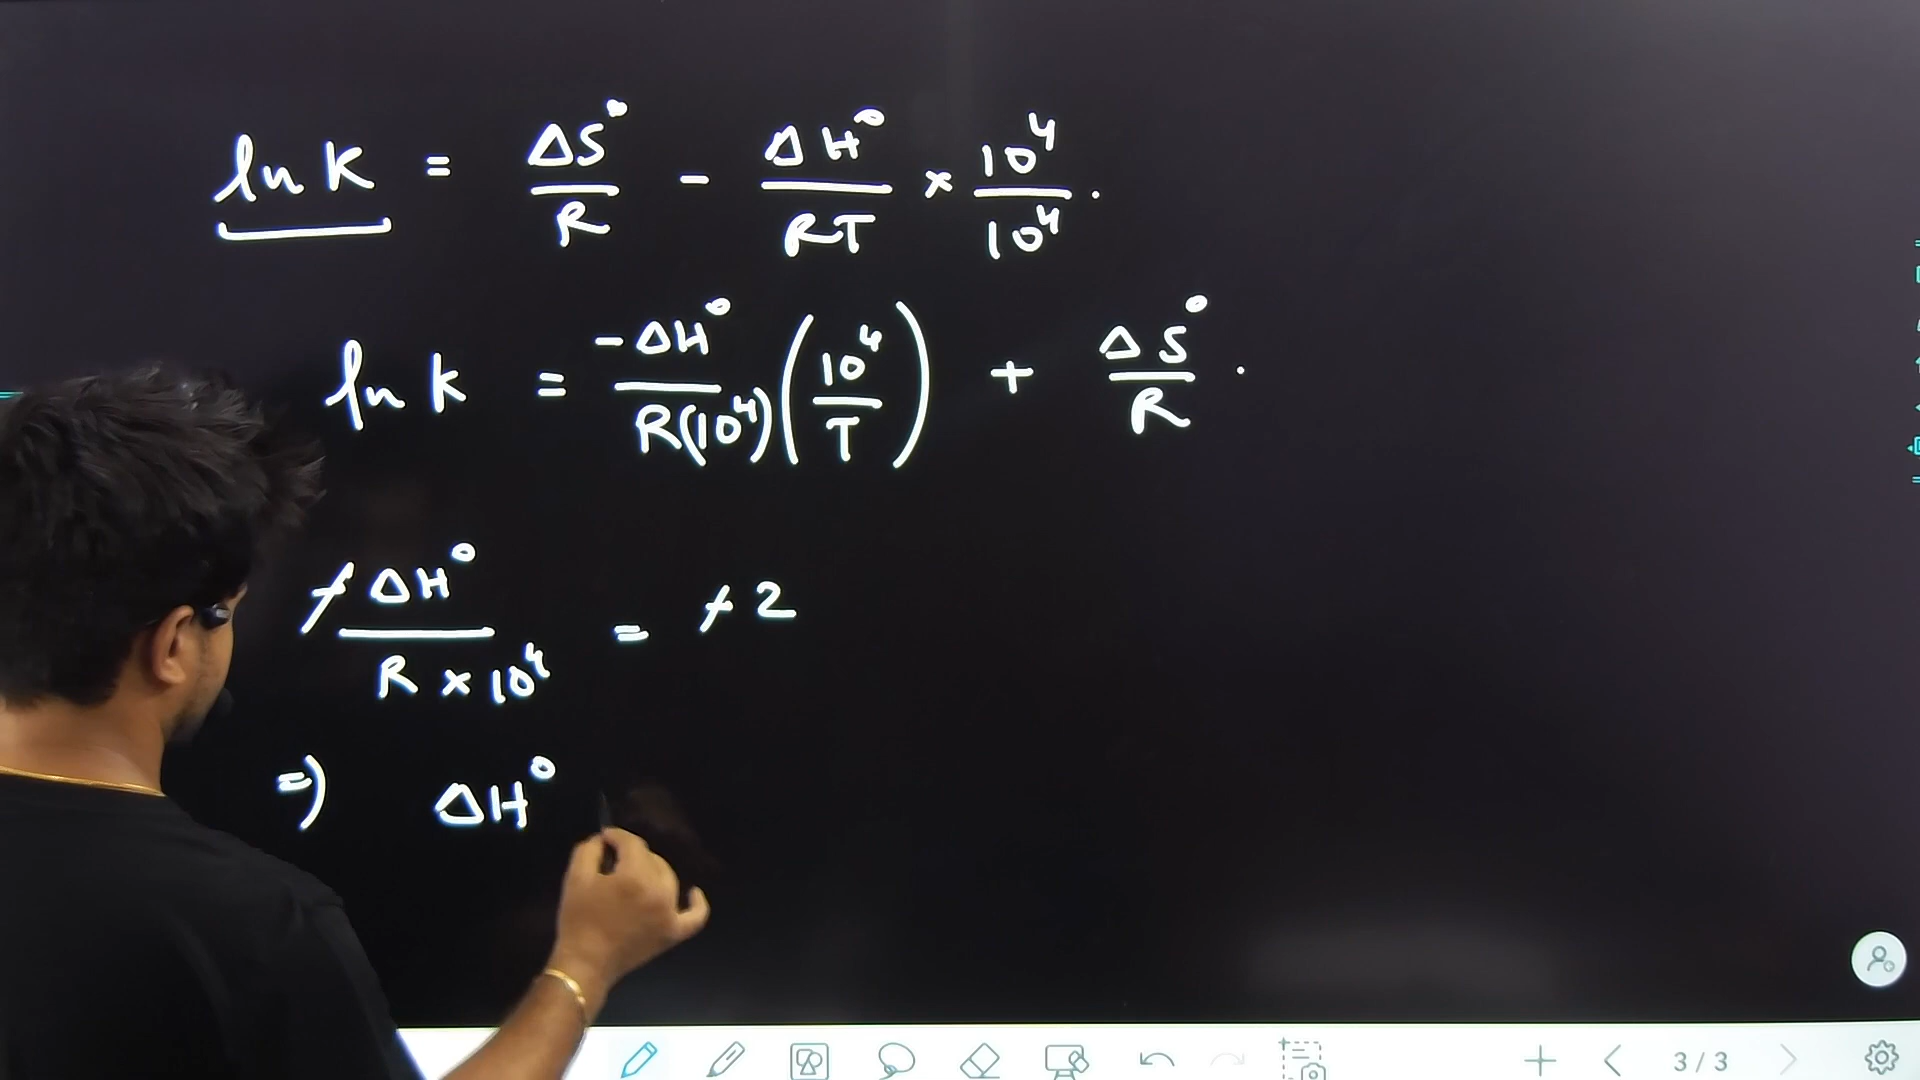 ln K = ΔS°/R - ΔH°/RT × 10⁴/10⁴.
ln K = -ΔH°/R(10⁴) (10⁴/T) + ΔS°/R.
-ΔH°/R × 10⁴ = -2
⇒ ΔH°
3/3